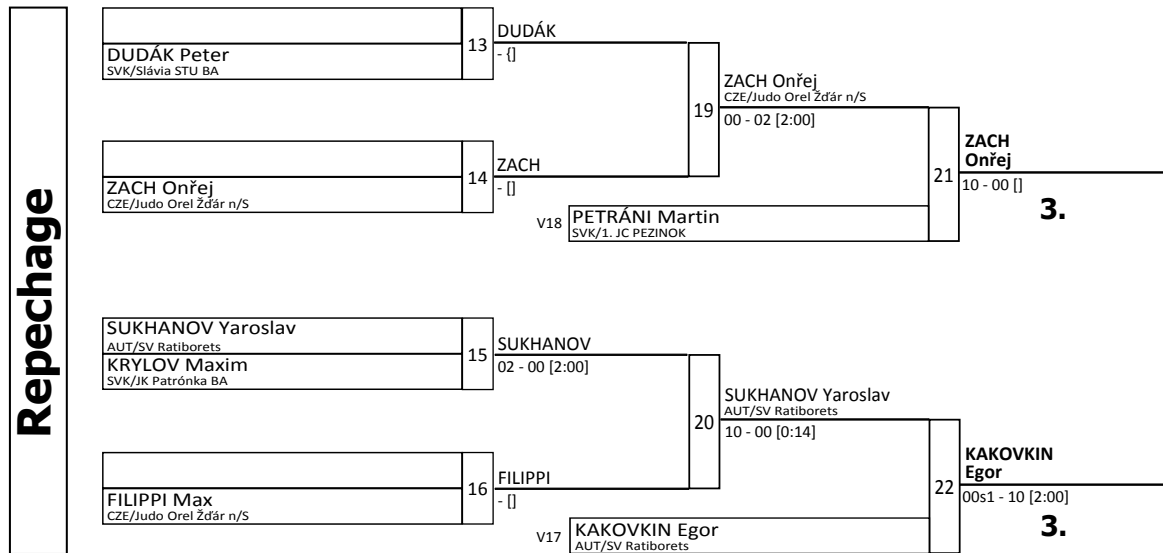 Repechage
DUDÁK Peter
SVK/Slávia STU BA
13
DUDÁK
- {]
ZACH Onřej
CZE/Judo Orel Žďár n/S
14
ZACH
- []
19
ZACH Onřej
CZE/Judo Orel Žďár n/S
00 - 02 [2:00]
V18
PETRÁNI Martin
SVK/1. JC PEZINOK
21
ZACH
Onřej
10 - 00 []
3.
SUKHANOV Yaroslav
AUT/SV Ratiborets
KRYLOV Maxim
SVK/JK Patrónka BA
15
SUKHANOV
02 - 00 [2:00]
FILIPPI Max
CZE/Judo Orel Žďár n/S
16
FILIPPI
- []
20
SUKHANOV Yaroslav
AUT/SV Ratiborets
10 - 00 [0:14]
V17
KAKOVKIN Egor
AUT/SV Ratiborets
22
KAKOVKIN
Egor
00s1 - 10 [2:00]
3.